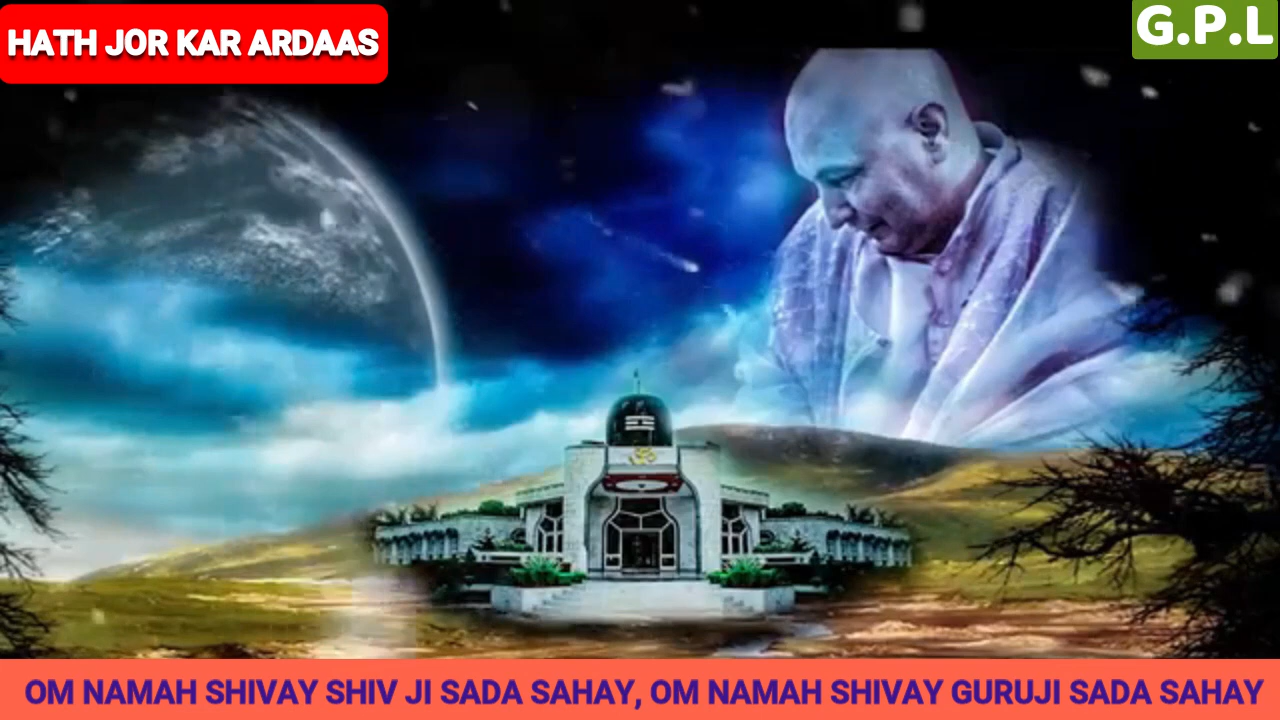 HATH JOR KAR ARDAAS
G.P.L
ॐ
OM NAMAH SHIVAY SHIV JI SADA SAHAY, OM NAMAH SHIVAY GURUJI SADA SAHAY